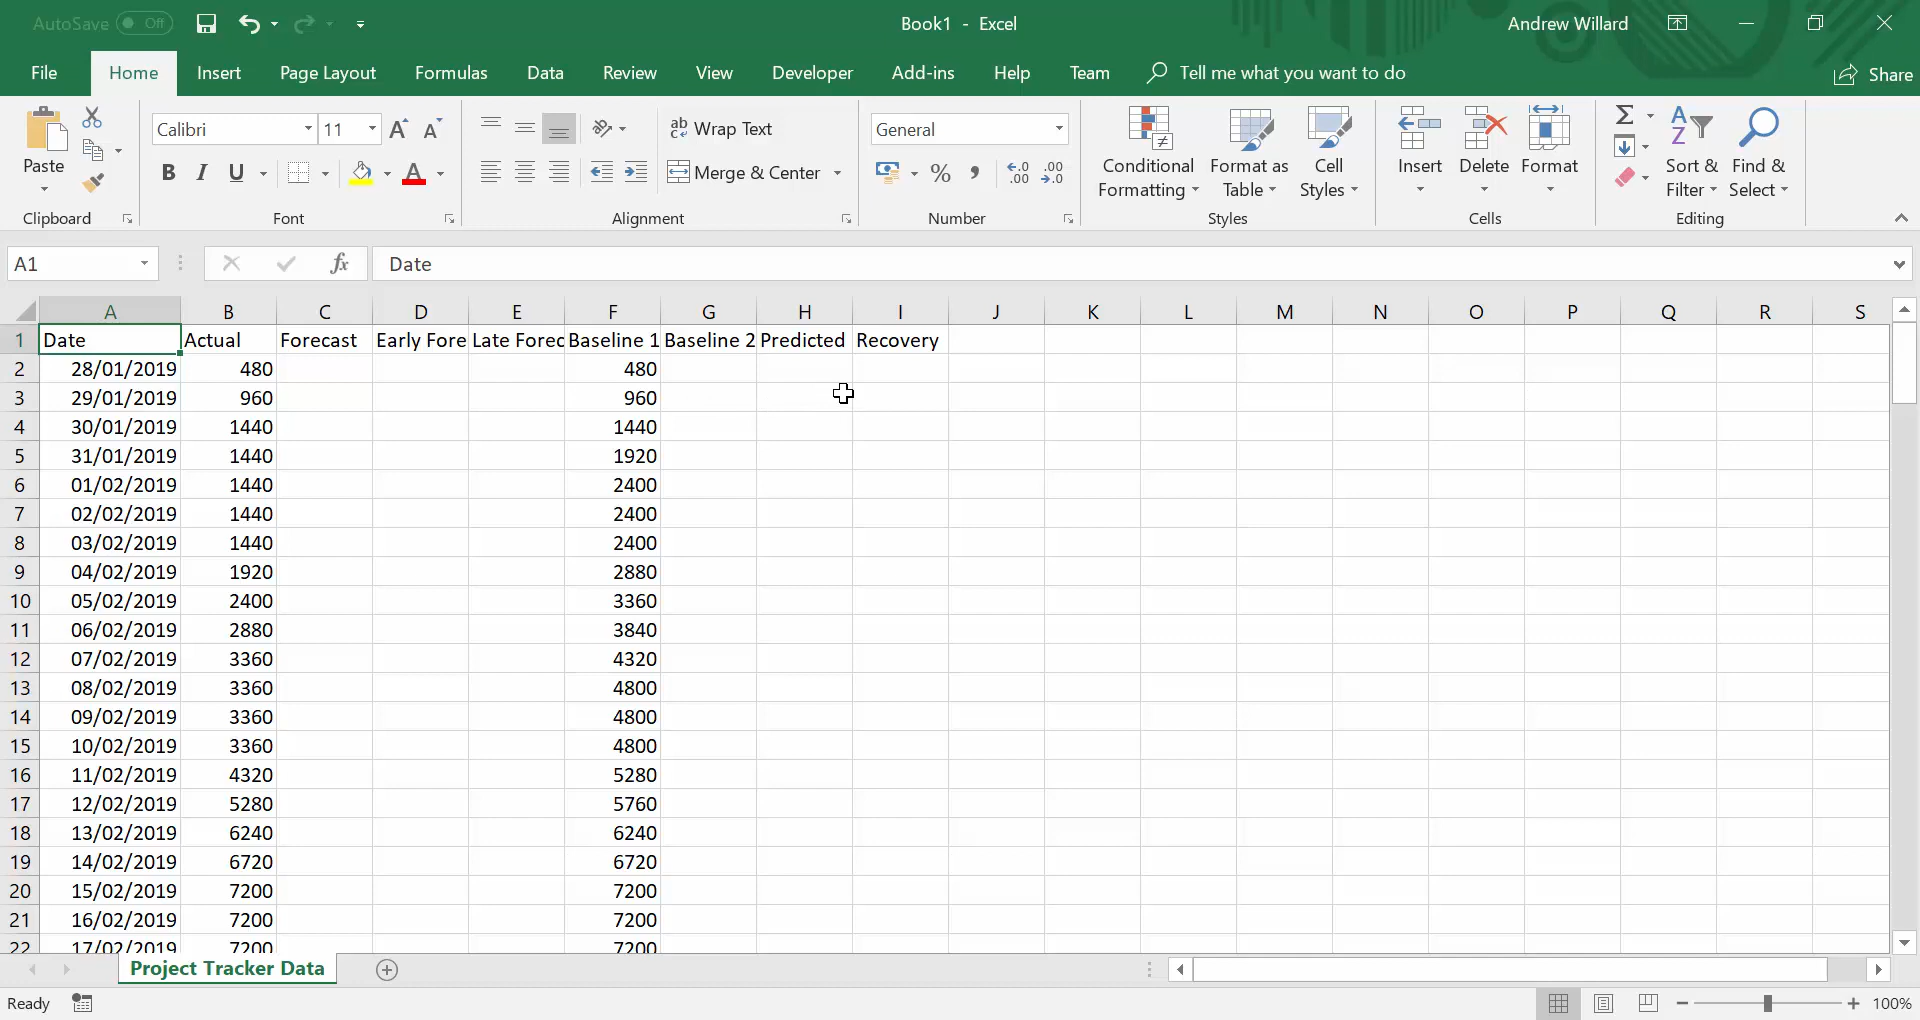 AutoSave Off Book1 - Excel Andrew Willard
File Home Insert Page Layout Formulas Data Review View Developer Add-ins Help Team Tell me what you want to do Share
Paste
Clipboard
Calibri 11
B I U
Font
ab Wrap Text
Merge & Center
Alignment
General
% , .00 .00
Number
Conditional Formatting
Format as Table
Cell Styles
Styles
Insert Delete Format
Cells
Sort & Filter
Find & Select
Editing
A1 fx Date
A B C D E F G H I J K L M N O P Q R S
1 Date Actual Forecast Early Fore Late Forec Baseline 1 Baseline 2 Predicted Recovery
2 28/01/2019 480 480
3 29/01/2019 960 960
4 30/01/2019 1440 1440
5 31/01/2019 1440 1920
6 01/02/2019 1440 2400
7 02/02/2019 1440 2400
8 03/02/2019 1440 2400
9 04/02/2019 1920 2880
10 05/02/2019 2400 3360
11 06/02/2019 2880 3840
12 07/02/2019 3360 4320
13 08/02/2019 3360 4800
14 09/02/2019 3360 4800
15 10/02/2019 3360 4800
16 11/02/2019 4320 5280
17 12/02/2019 5280 5760
18 13/02/2019 6240 6240
19 14/02/2019 6720 6720
20 15/02/2019 7200 7200
21 16/02/2019 7200 7200
22 17/02/2019 7200 7200
Project Tracker Data
Ready 100%